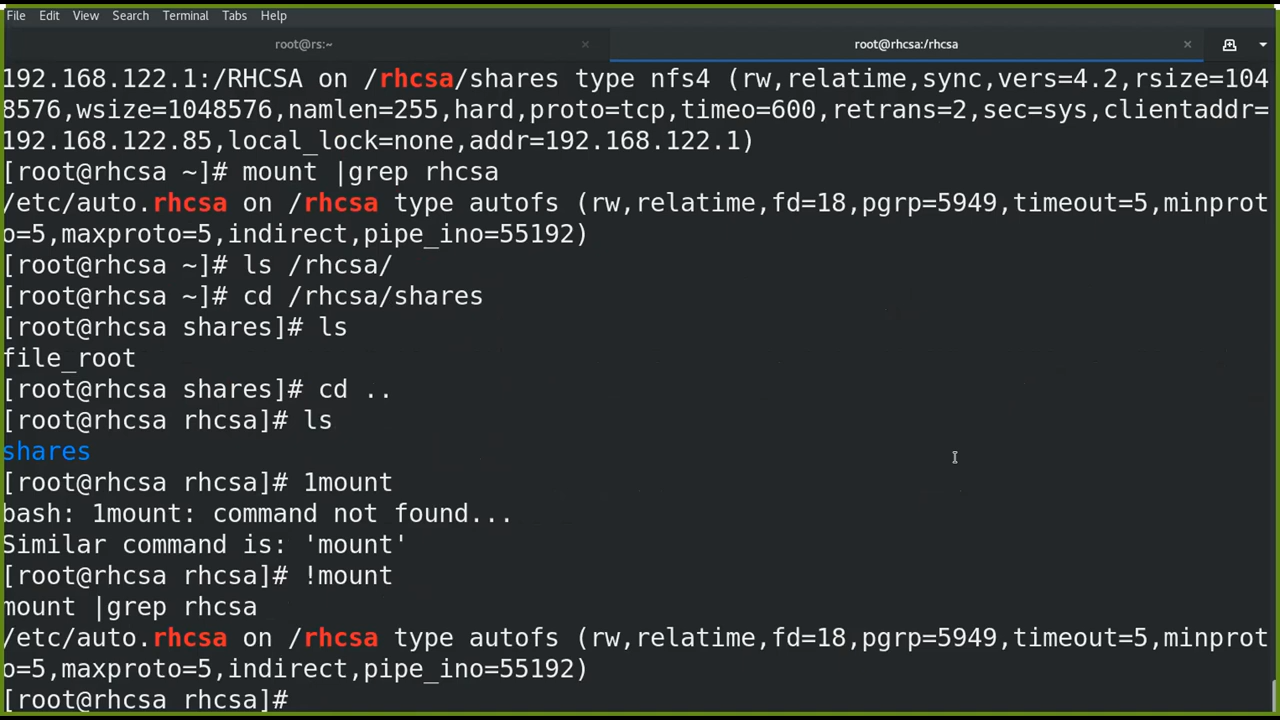 File Edit View Search Terminal Tabs Help
root@rs:~ × root@rhcsa:/rhcsa ×
192.168.122.1:/RHCSA on /rhcsa/shares type nfs4 (rw,relatime,sync,vers=4.2,rsize=104
8576,wsize=1048576,namlen=255,hard,proto=tcp,timeo=600,retrans=2,sec=sys,clientaddr=
192.168.122.85,local_lock=none,addr=192.168.122.1)
[root@rhcsa ~]# mount |grep rhcsa
/etc/auto.rhcsa on /rhcsa type autofs (rw,relatime,fd=18,pgrp=5949,timeout=5,minprot
o=5,maxproto=5,indirect,pipe_ino=55192)
[root@rhcsa ~]# ls /rhcsa/
[root@rhcsa ~]# cd /rhcsa/shares
[root@rhcsa shares]# ls
file_root
[root@rhcsa shares]# cd ..
[root@rhcsa rhcsa]# ls
shares
[root@rhcsa rhcsa]# 1mount
bash: 1mount: command not found...
Similar command is: 'mount'
[root@rhcsa rhcsa]# !mount
mount |grep rhcsa
/etc/auto.rhcsa on /rhcsa type autofs (rw,relatime,fd=18,pgrp=5949,timeout=5,minprot
o=5,maxproto=5,indirect,pipe_ino=55192)
[root@rhcsa rhcsa]#